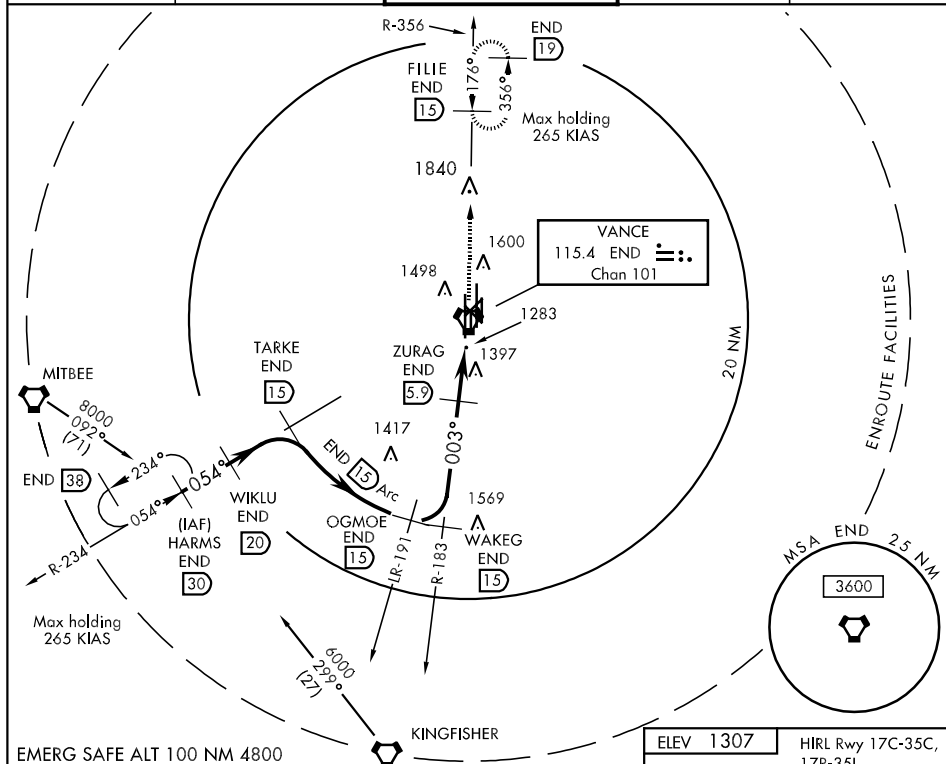 R-356
END
19
FILIE
END
15
176°
356°
Max holding
265 KIAS
1840
VANCE
115.4 END
Chan 101
1600
1498
1283
ZURAG
END
5.9
1397
20 NM
ENROUTE FACILITIES
TARKE
END
15
MITBEE
8000
092°
(71)
1417
003°
END 38
234°
054°
054°
END 15 Arc
WIKLU
END
20
(IAF)
HARMS
END
30
R-234
OGMOE
END
15
1569
WAKEG
END
15
LR-191
R-183
MSA END 25 NM
3600
Max holding
265 KIAS
6000
299°
(27)
KINGFISHER
EMERG SAFE ALT 100 NM 4800
ELEV 1307
HIRL Rwy 17C-35C,
17R-35L